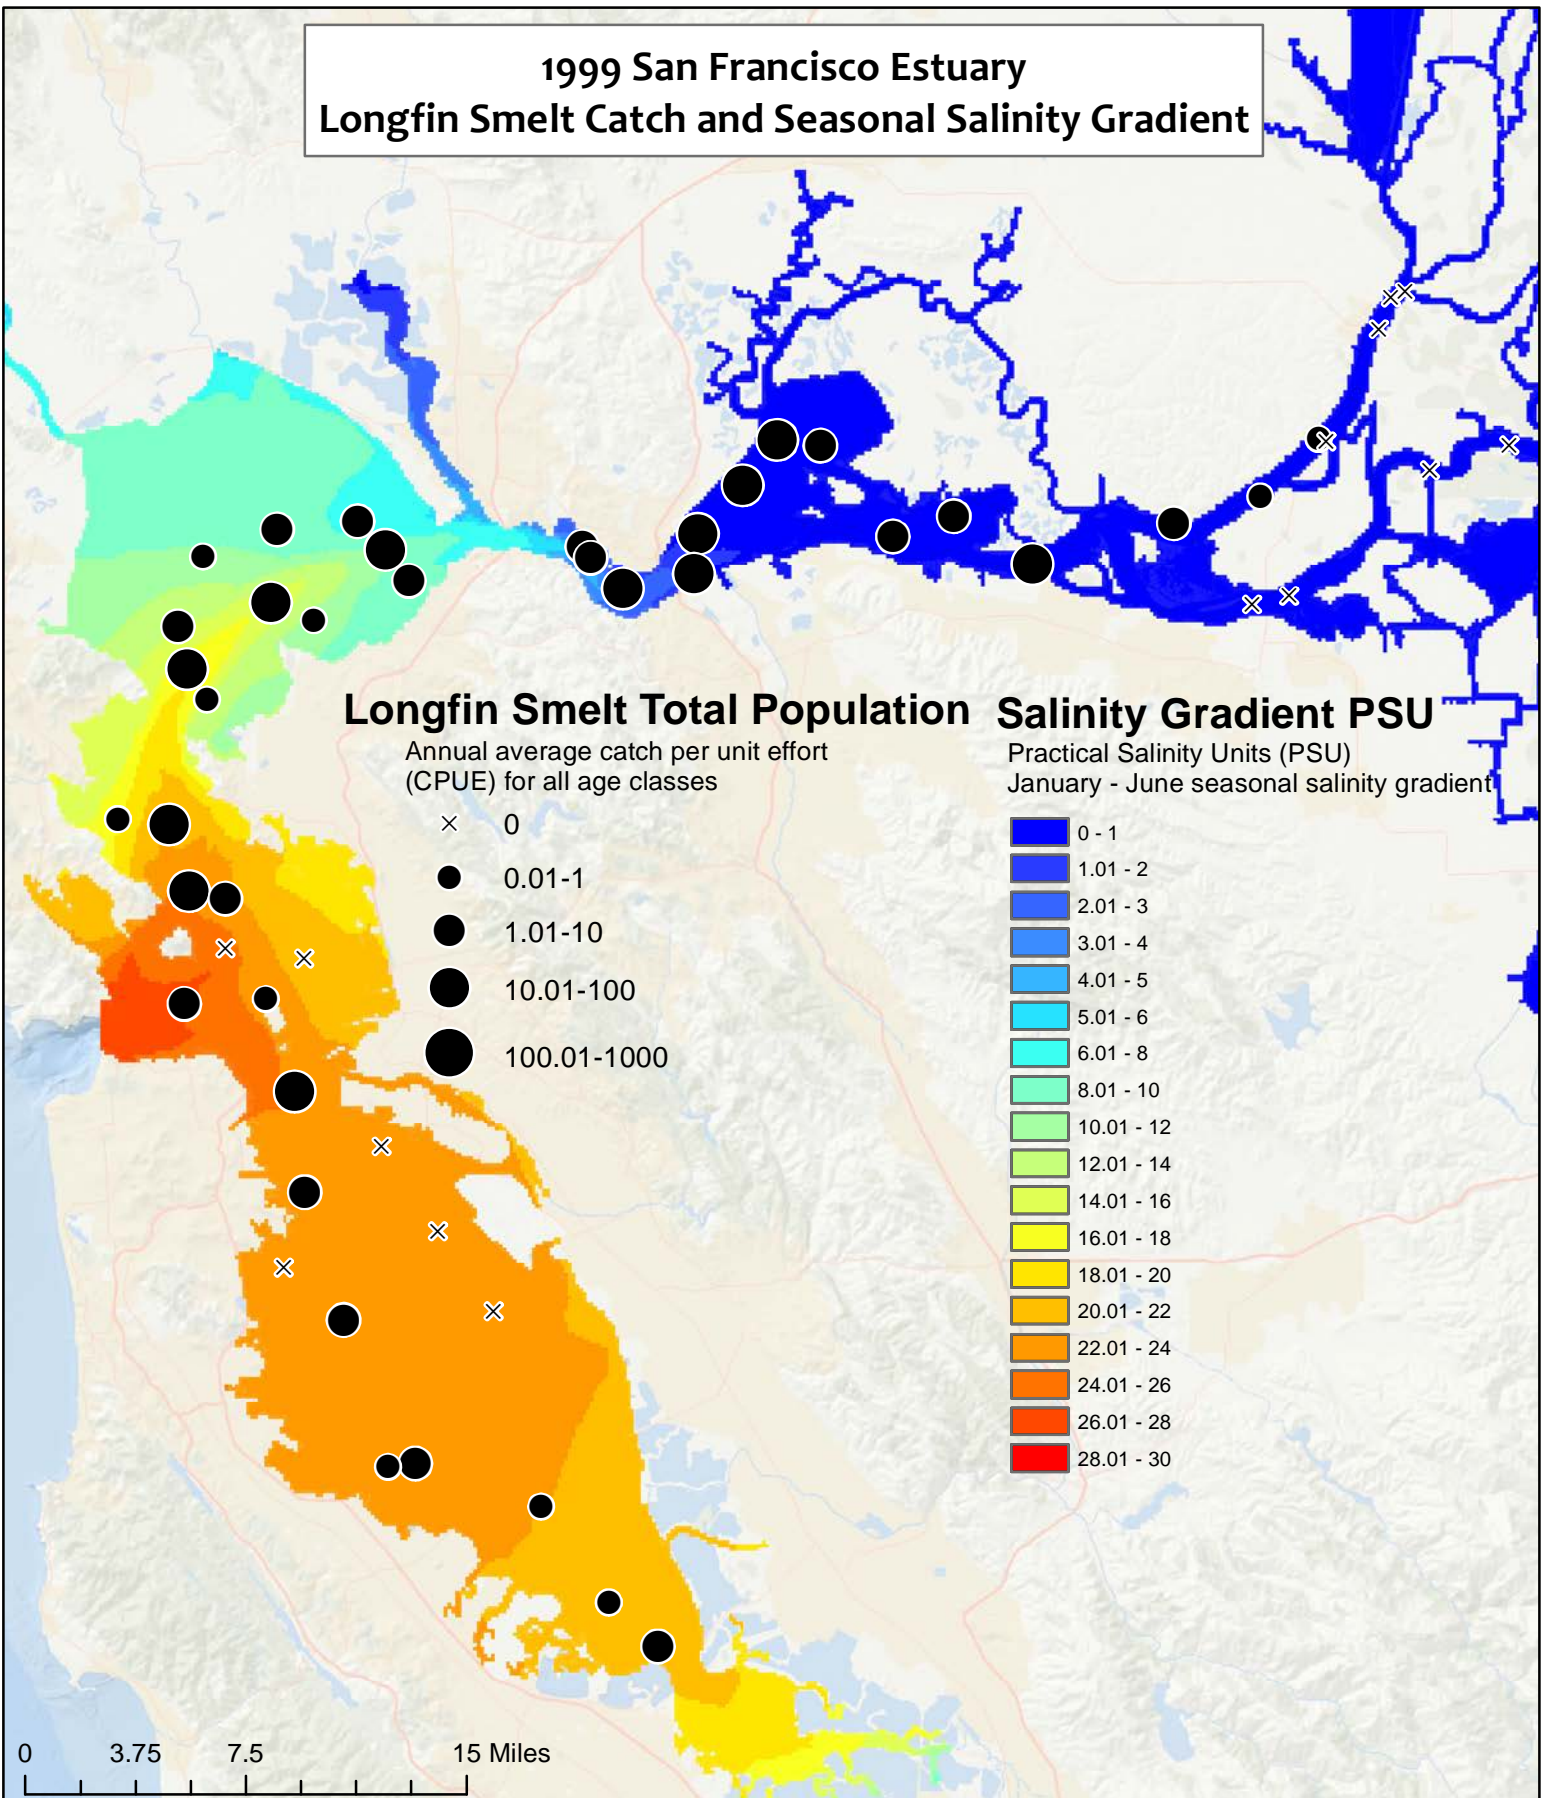 1999 San Francisco Estuary
Longfin Smelt Catch and Seasonal Salinity Gradient
Longfin Smelt Total Population
Annual average catch per unit effort
(CPUE) for all age classes
0
0.01-1
1.01-10
10.01-100
100.01-1000
Salinity Gradient PSU
Practical Salinity Units (PSU)
January - June seasonal salinity gradient
0 - 1
1.01 - 2
2.01 - 3
3.01 - 4
4.01 - 5
5.01 - 6
6.01 - 8
8.01 - 10
10.01 - 12
12.01 - 14
14.01 - 16
16.01 - 18
18.01 - 20
20.01 - 22
22.01 - 24
24.01 - 26
26.01 - 28
28.01 - 30
0 3.75 7.5 15 Miles